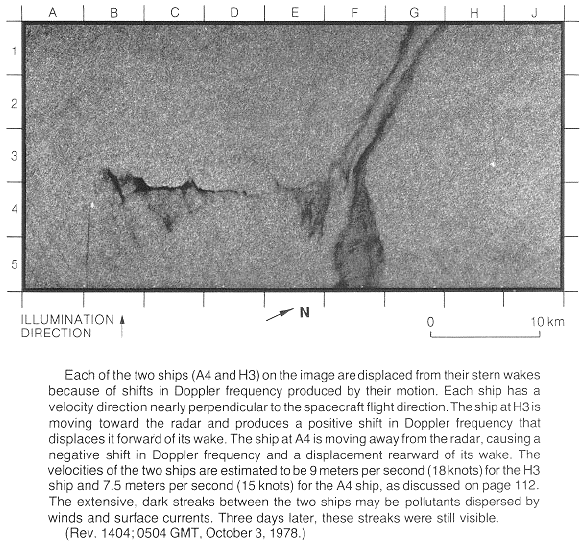 A B C D E F G H J
1
2
3
4
5
ILLUMINATION
DIRECTION
N
0 10 km
Each of the two ships (A4 and H3) on the image are displaced from their stern wakes
because of shifts in Doppler frequency produced by their motion. Each ship has a
velocity direction nearly perpendicular to the spacecraft flight direction. The ship at H3 is
moving toward the radar and produces a positive shift in Doppler frequency that
displaces it forward of its wake. The ship at A4 is moving away from the radar, causing a
negative shift in Doppler frequency and a displacement rearward of its wake. The
velocities of the two ships are estimated to be 9 meters per second (18 knots) for the H3
ship and 7.5 meters per second (15 knots) for the A4 ship, as discussed on page 112.
The extensive, dark streaks between the two ships may be pollutants dispersed by
winds and surface currents. Three days later, these streaks were still visible.
(Rev. 1404; 0504 GMT, October 3, 1978.)